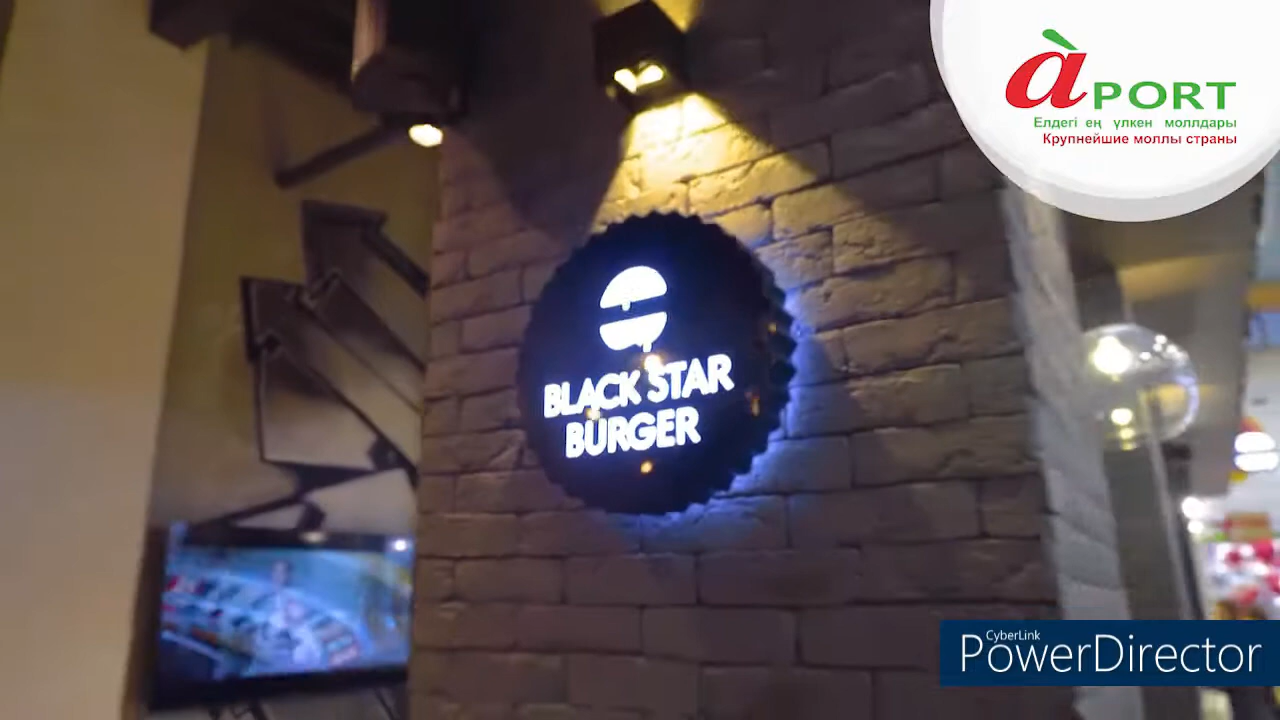 àPORT
Елдегі ең үлкен моллдары
Крупнейшие моллы страны
BLACK STAR
BURGER
CyberLink
PowerDirector